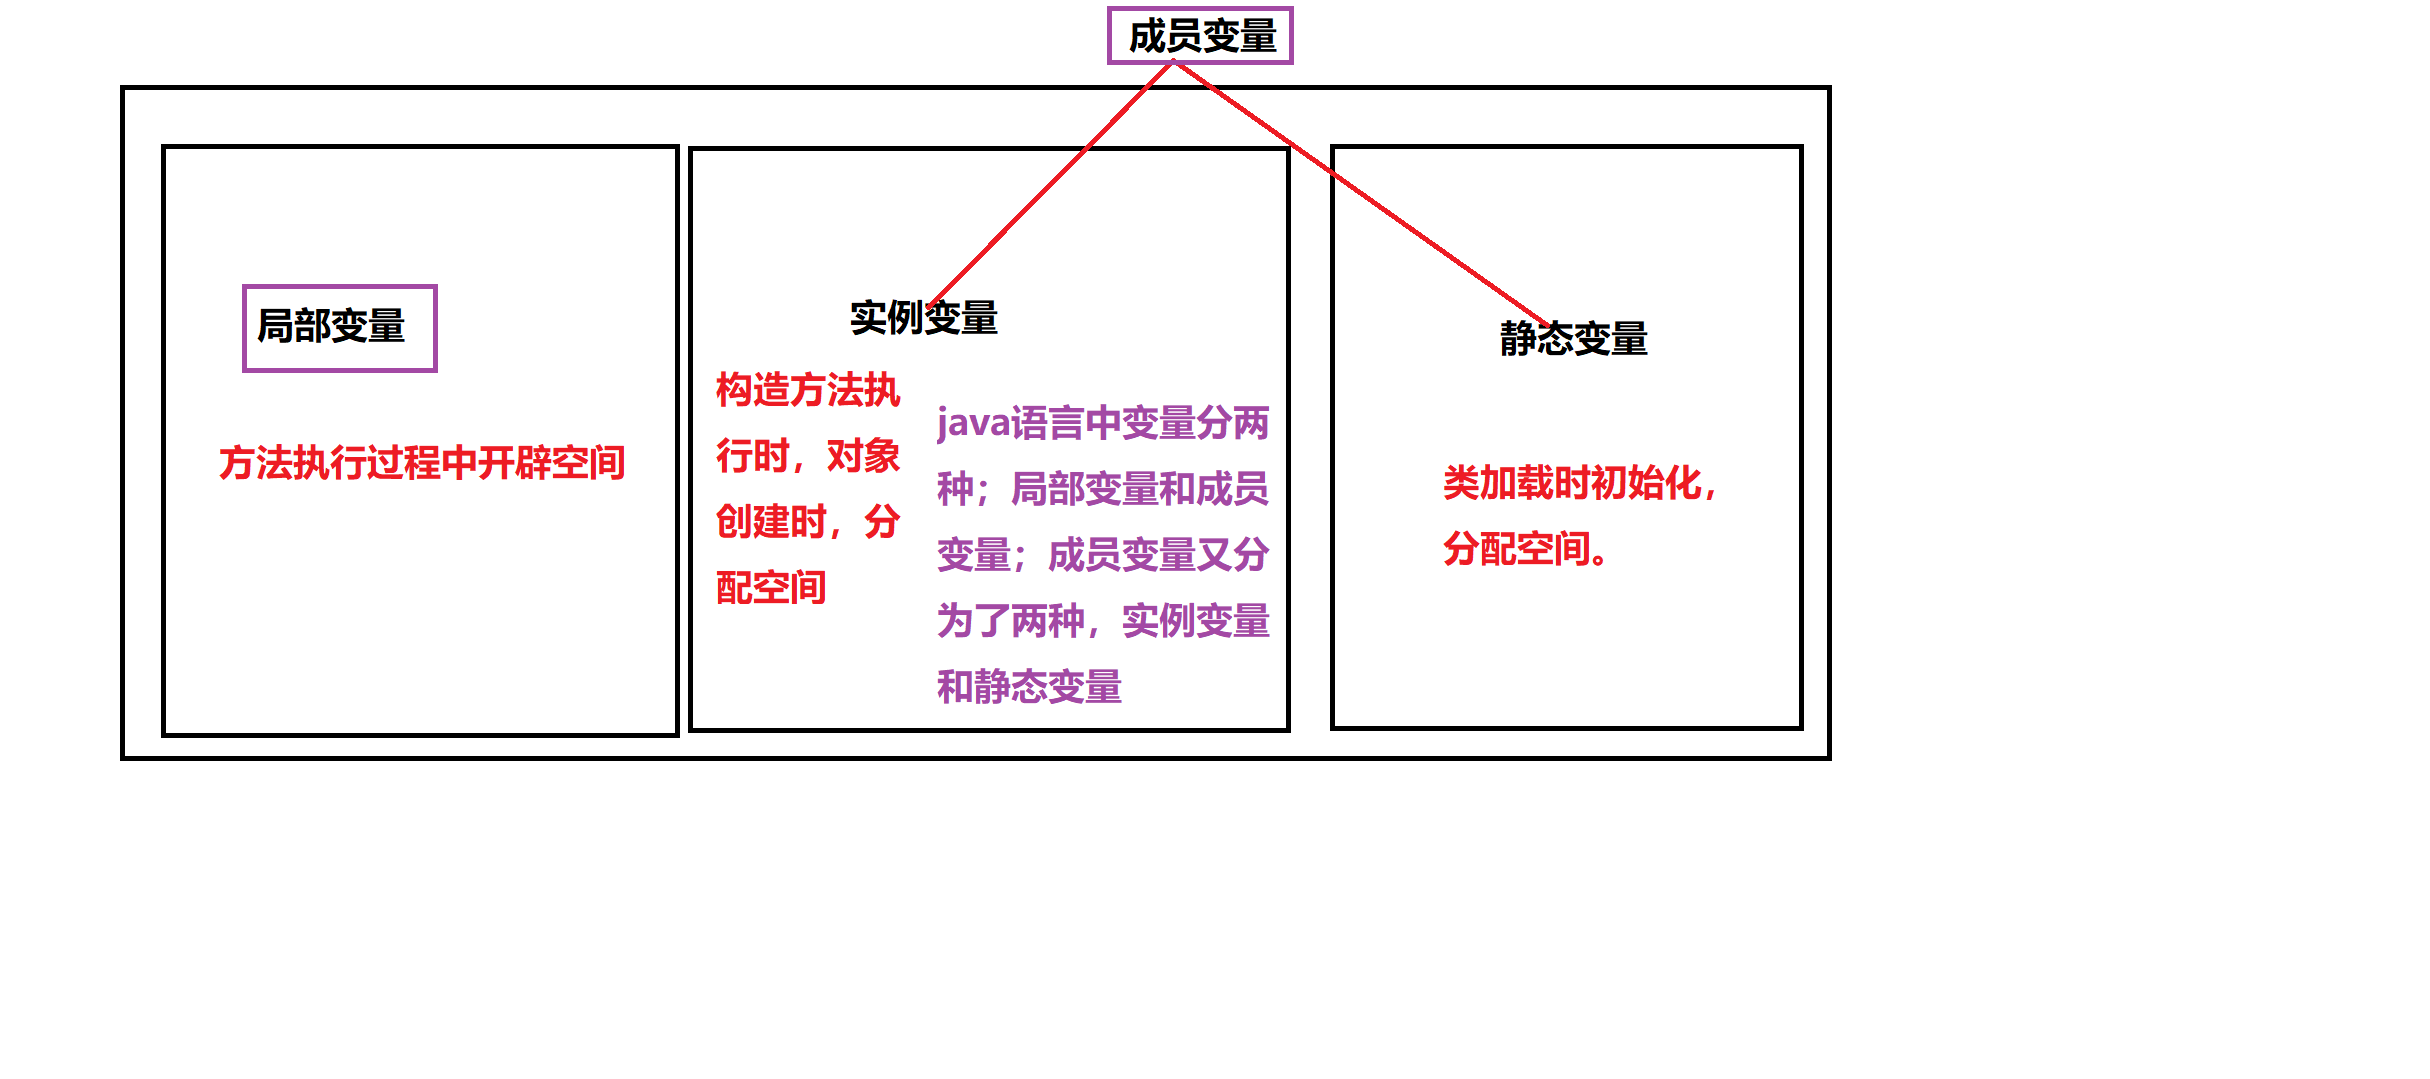 成员变量
局部变量
方法执行过程中开辟空间
实例变量
构造方法执
行时，对象
创建时，分
配空间
java语言中变量分两
种；局部变量和成员
变量；成员变量又分
为了两种，实例变量
和静态变量
静态变量
类加载时初始化，
分配空间。